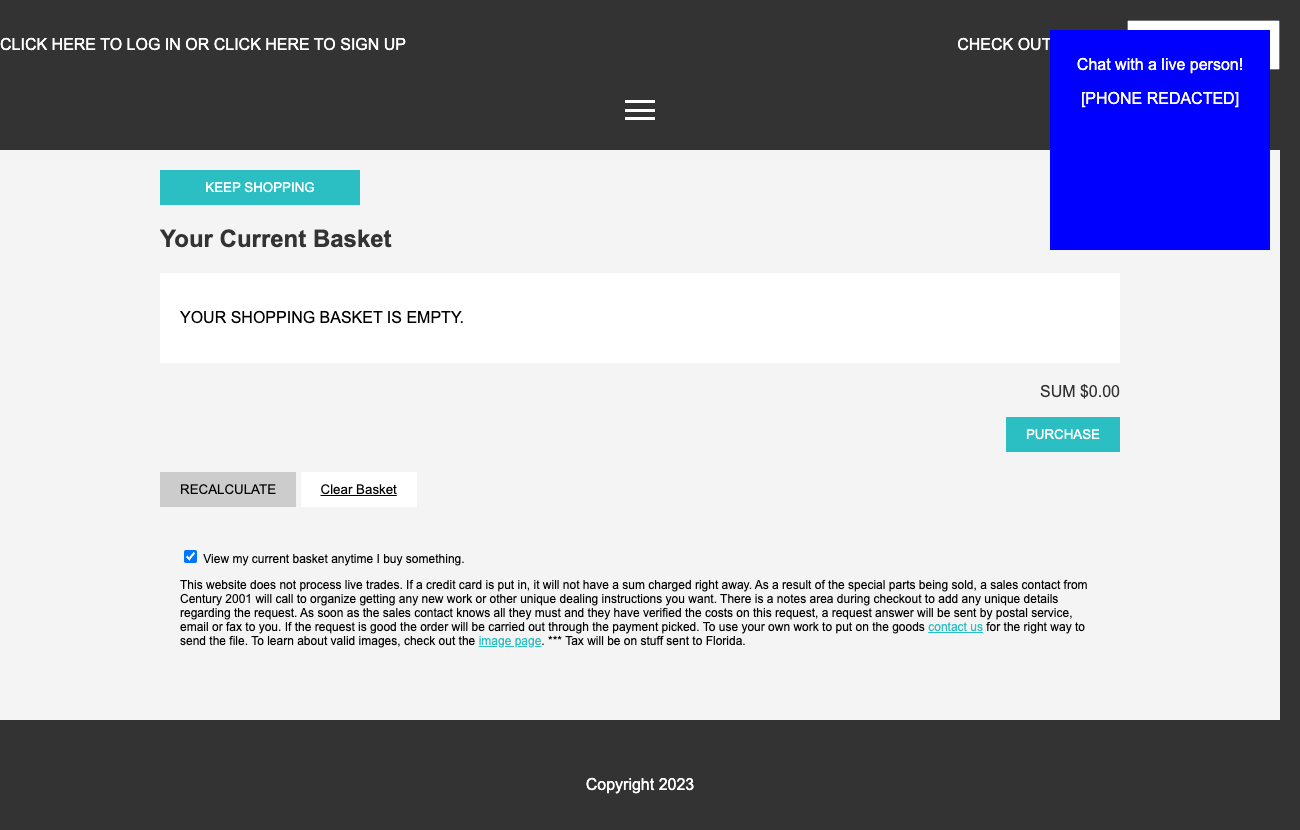 CLICK HERE TO LOG IN OR CLICK HERE TO SIGN UP
CHECK OUT
Chat with a live person!
[PHONE REDACTED]
KEEP SHOPPING
Your Current Basket
YOUR SHOPPING BASKET IS EMPTY.
SUM $0.00
PURCHASE
RECALCULATE
Clear Basket
View my current basket anytime I buy something.
This website does not process live trades. If a credit card is put in, it will not have a sum charged right away. As a result of the special parts being sold, a sales contact from
Century 2001 will call to organize getting any new work or other unique dealing instructions you want. There is a notes area during checkout to add any unique details
regarding the request. As soon as the sales contact knows all they must and they have verified the costs on this request, a request answer will be sent by postal service,
email or fax to you. If the request is good the order will be carried out through the payment picked. To use your own work to put on the goods contact us for the right way to
send the file. To learn about valid images, check out the image page. *** Tax will be on stuff sent to Florida.
Copyright 2023